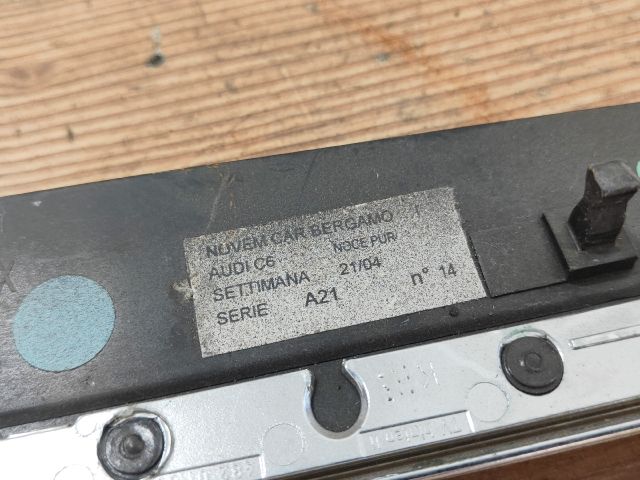 NUVEM CAR BERGAMO
AUDI C6 NOCE PUR
SETTIMANA 21/04
SERIE A21 n° 14